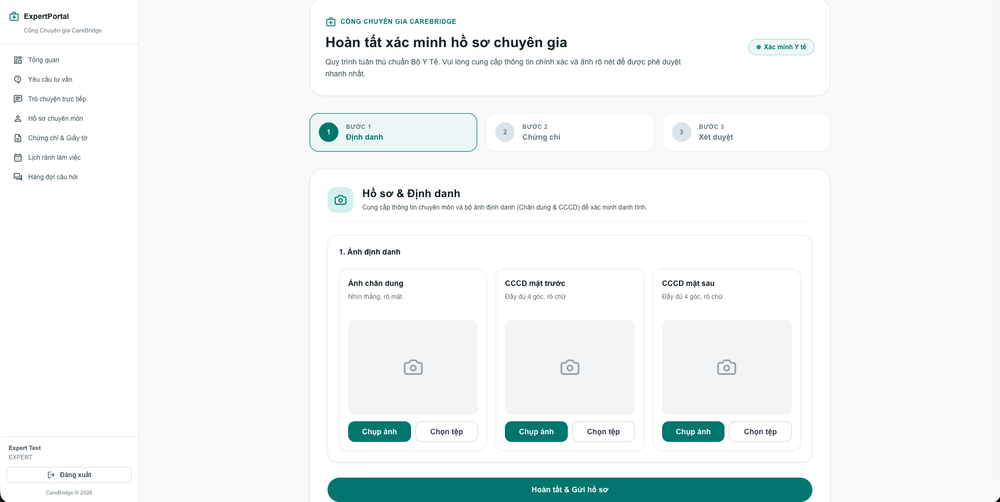 ExpertPortal
Cổng Chuyên gia CareBridge
Tổng quan
Yêu cầu tư vấn
Trò chuyện trực tiếp
Hồ sơ chuyên môn
Chứng chỉ & Giấy tờ
Lịch rảnh làm việc
Hàng đợi câu hỏi
Expert Test
EXPERT
Đăng xuất
CareBridge © 2026
CỔNG CHUYÊN GIA CAREBRIDGE
Hoàn tất xác minh hồ sơ chuyên gia
Quy trình tuân thủ chuẩn Bộ Y Tế. Vui lòng cung cấp thông tin chính xác và ảnh rõ nét để được phê duyệt
nhanh nhất.
Xác minh Y tế
1
BƯỚC 1
Định danh
2
BƯỚC 2
Chứng chỉ
3
BƯỚC 3
Xét duyệt
Hồ sơ & Định danh
Cung cấp thông tin chuyên môn và bộ ảnh định danh (Chân dung & CCCD) để xác minh danh tính.
1. Ảnh định danh
Ảnh chân dung
Nhìn thẳng, rõ mặt
Chụp ảnh
Chọn tệp
CCCD mặt trước
Đầy đủ 4 góc, rõ chữ
Chụp ảnh
Chọn tệp
CCCD mặt sau
Đầy đủ 4 góc, rõ chữ
Chụp ảnh
Chọn tệp
Hoàn tất & Gửi hồ sơ